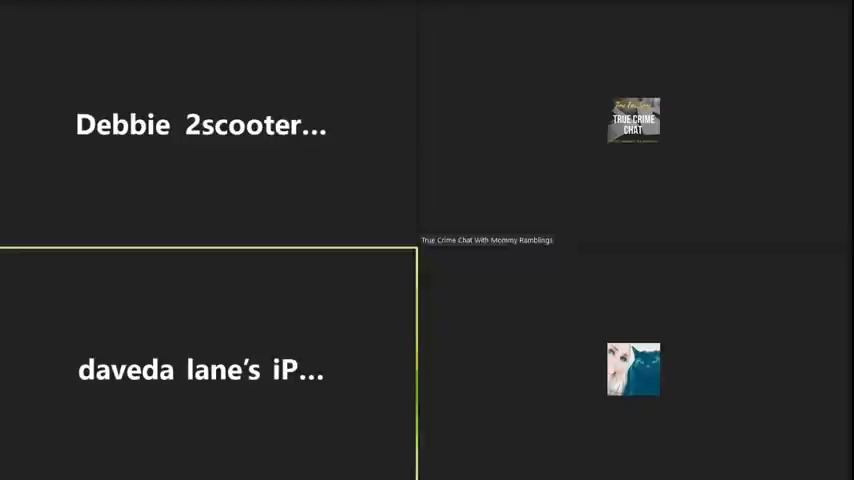 Debbie 2scooter...
TRUE CRIME
CHAT
True Crime Chat With Mommy Ramblings
daveda lane’s iP...